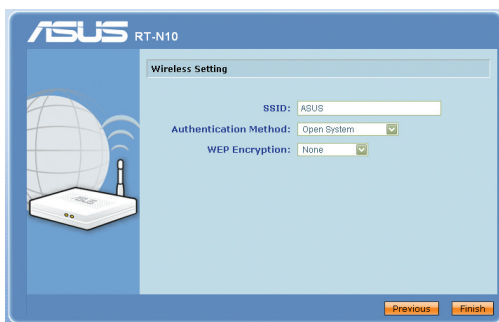 ASUS RT-N10
Wireless Setting
SSID: ASUS
Authentication Method: Open System
WEP Encryption: None
Previous Finish